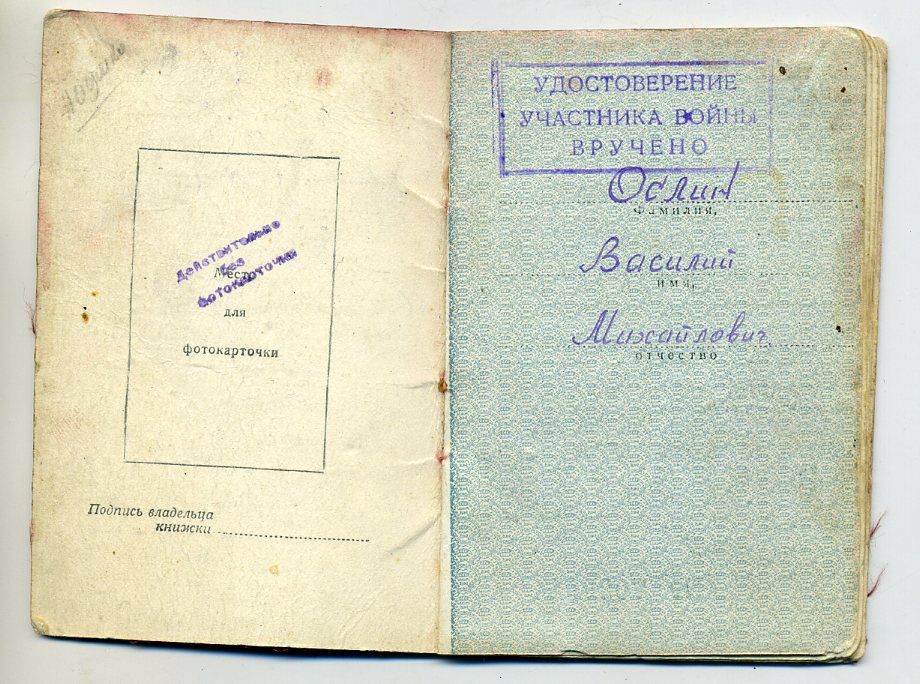 Действительно
без
фотокарточки
Место
для
фотокарточки
Подпись владельца
книжки
УДОСТОВЕРЕНИЕ
УЧАСТНИКА ВОЙНЫ
ВРУЧЕНО
Ослин
фамилия,
Василий
имя,
Михайлович
отчество